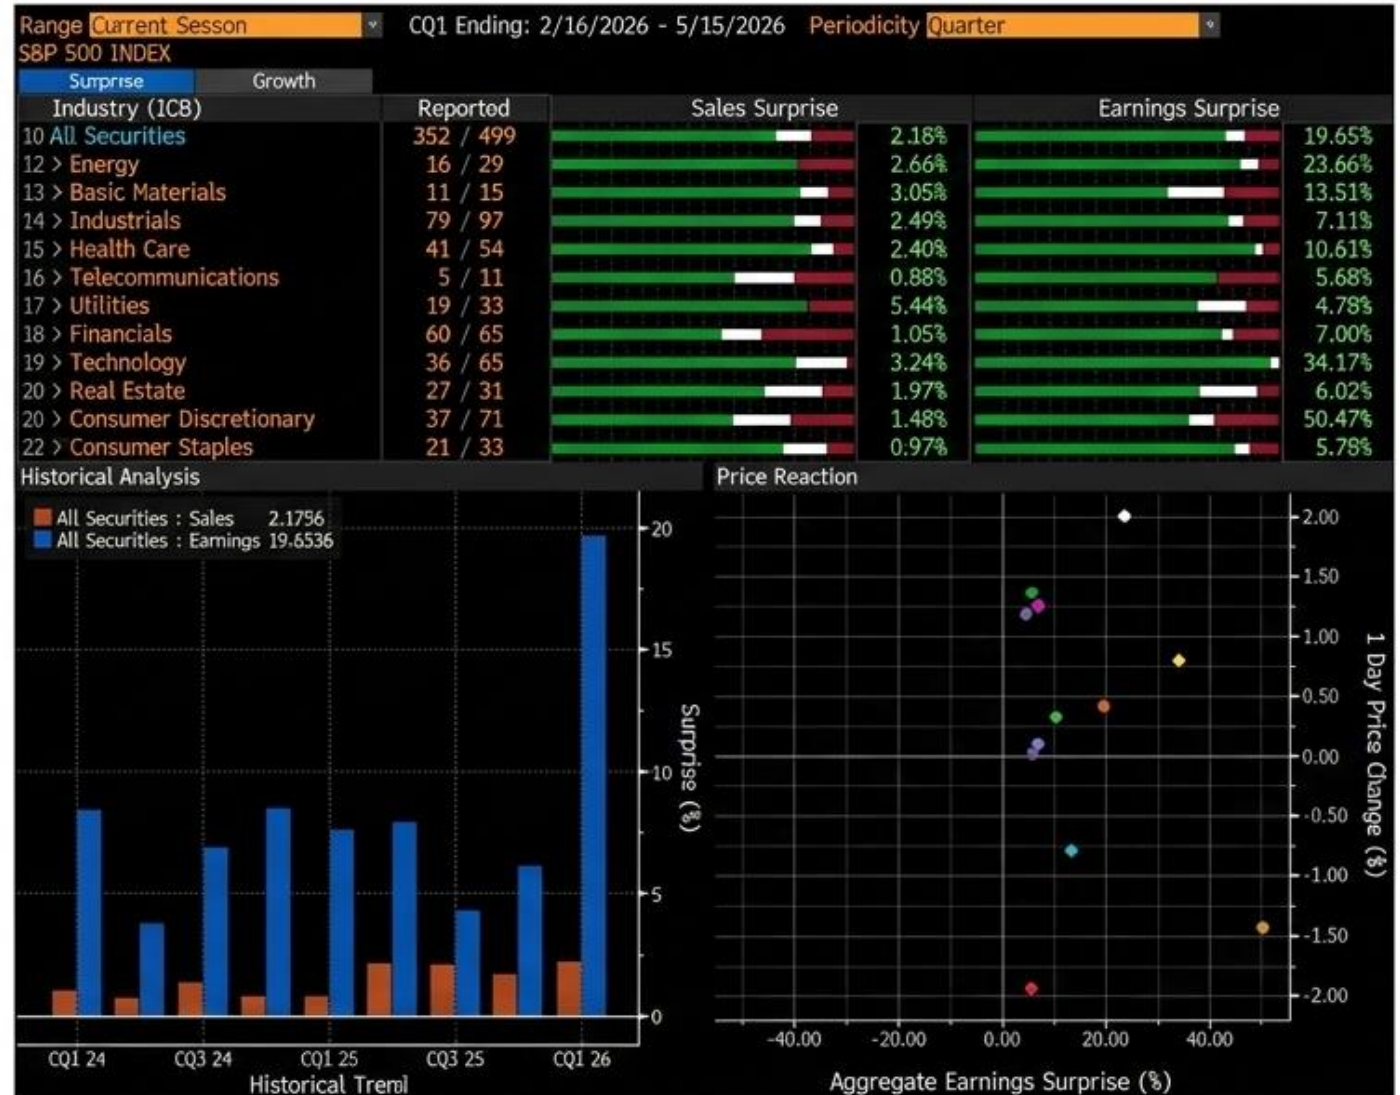 Range Current Sesson CQ1 Ending: 2/16/2026 - 5/15/2026 Periodicity Quarter
S8P 500 INDEX
Surprise Growth
Industry (ICB) Reported Sales Surprise Earnings Surprise
10 All Securities 352 / 499 2.18% 19.65%
12 > Energy 16 / 29 2.66% 23.66%
13 > Basic Materials 11 / 15 3.05% 13.51%
14 > Industrials 79 / 97 2.49% 7.11%
15 > Health Care 41 / 54 2.40% 10.61%
16 > Telecommunications 5 / 11 0.88% 5.68%
17 > Utilities 19 / 33 5.44% 4.78%
18 > Financials 60 / 65 1.05% 7.00%
19 > Technology 36 / 65 3.24% 34.17%
20 > Real Estate 27 / 31 1.97% 6.02%
20 > Consumer Discretionary 37 / 71 1.48% 50.47%
22 > Consumer Staples 21 / 33 0.97% 5.78%
Historical Analysis
All Securities : Sales 2.1756
All Securities : Earnings 19.6536
20
15
10
5
0
Surprise (%)
CQ1 24 CQ3 24 CQ1 25 CQ3 25 CQ1 26
Historical Trend
Price Reaction
2.00
1.50
1.00
0.50
0.00
-0.50
-1.00
-1.50
-2.00
1 Day Price Change (%)
-40.00 -20.00 0.00 20.00 40.00
Aggregate Earnings Surprise (%)